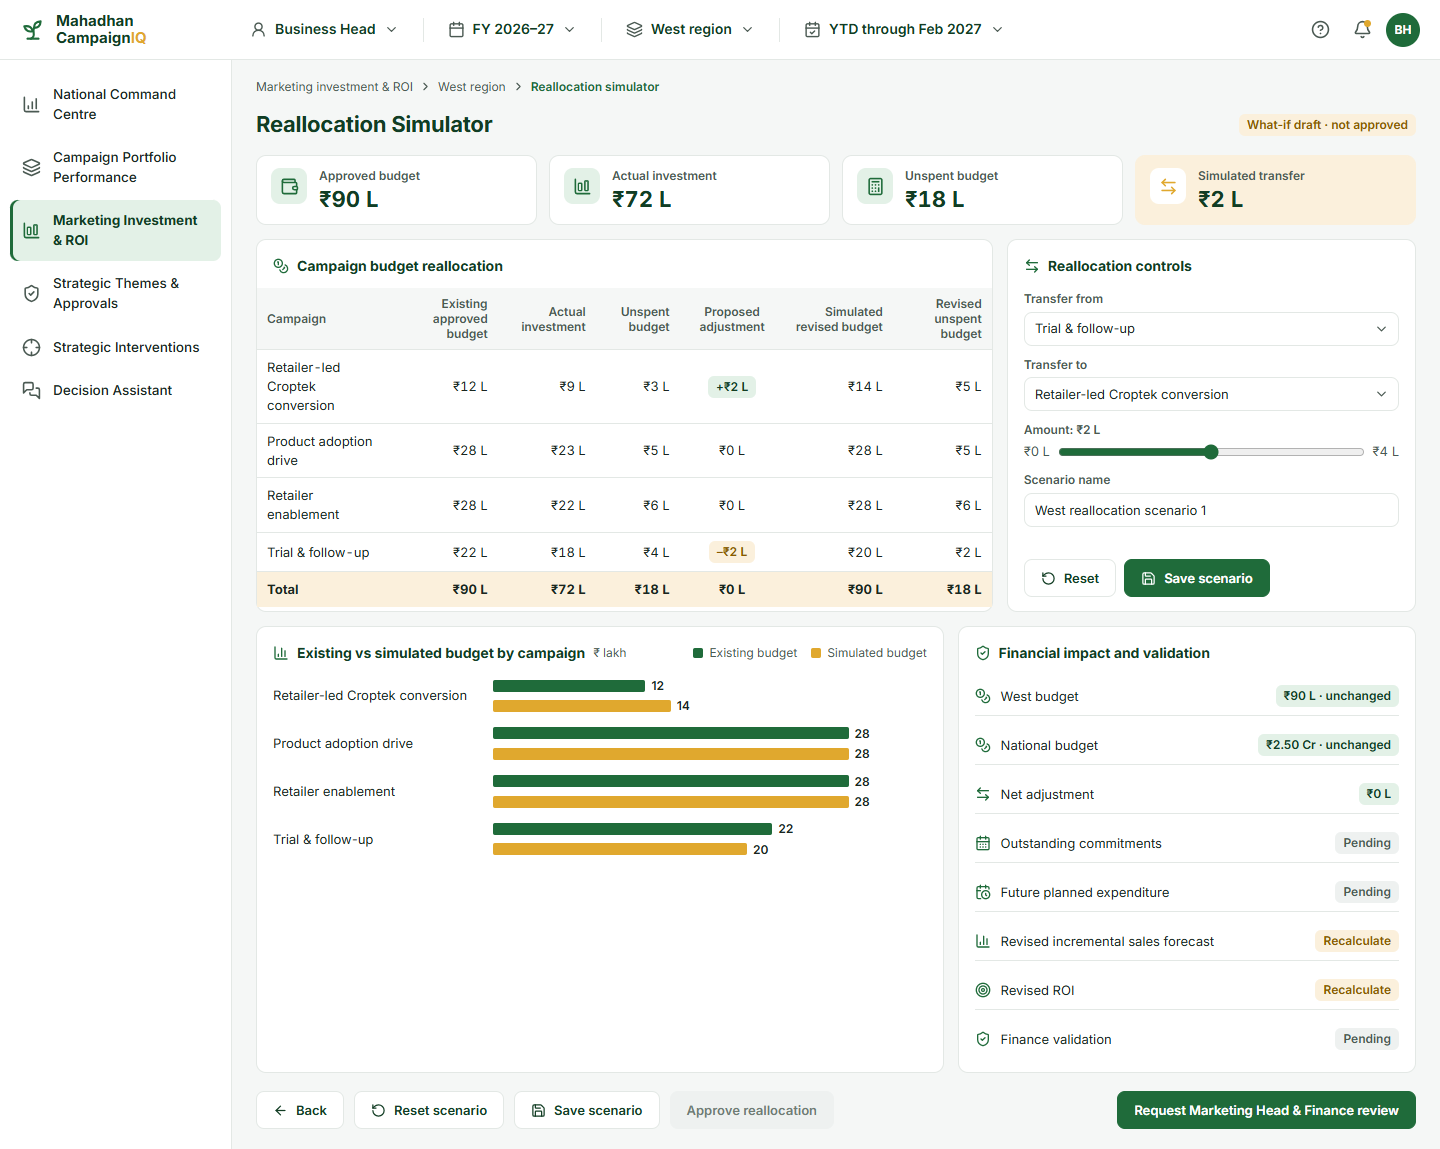 Mahadhan
CampaignIQ
Business Head
FY 2026–27
West region
YTD through Feb 2027
BH
National Command
Centre
Campaign Portfolio
Performance
Marketing Investment
& ROI
Strategic Themes &
Approvals
Strategic Interventions
Decision Assistant
Marketing investment & ROI > West region > Reallocation simulator
Reallocation Simulator
What-if draft · not approved
Approved budget
₹90 L
Actual investment
₹72 L
Unspent budget
₹18 L
Simulated transfer
₹2 L
Campaign budget reallocation
Campaign
Existing
approved
budget
Actual
investment
Unspent
budget
Proposed
adjustment
Simulated
revised budget
Revised
unspent
budget
Retailer-led
Croptek
conversion
₹12 L ₹9 L ₹3 L +₹2 L ₹14 L ₹5 L
Product adoption
drive
₹28 L ₹23 L ₹5 L ₹0 L ₹28 L ₹5 L
Retailer
enablement
₹28 L ₹22 L ₹6 L ₹0 L ₹28 L ₹6 L
Trial & follow-up ₹22 L ₹18 L ₹4 L –₹2 L ₹20 L ₹2 L
Total ₹90 L ₹72 L ₹18 L ₹0 L ₹90 L ₹18 L
Reallocation controls
Transfer from
Trial & follow-up
Transfer to
Retailer-led Croptek conversion
Amount: ₹2 L
₹0 L ₹4 L
Scenario name
West reallocation scenario 1
Reset
Save scenario
Existing vs simulated budget by campaign ₹ lakh
Existing budget
Simulated budget
Retailer-led Croptek conversion
12
14
Product adoption drive
28
28
Retailer enablement
28
28
Trial & follow-up
22
20
Financial impact and validation
West budget ₹90 L · unchanged
National budget ₹2.50 Cr · unchanged
Net adjustment ₹0 L
Outstanding commitments Pending
Future planned expenditure Pending
Revised incremental sales forecast Recalculate
Revised ROI Recalculate
Finance validation Pending
Back
Reset scenario
Save scenario
Approve reallocation
Request Marketing Head & Finance review